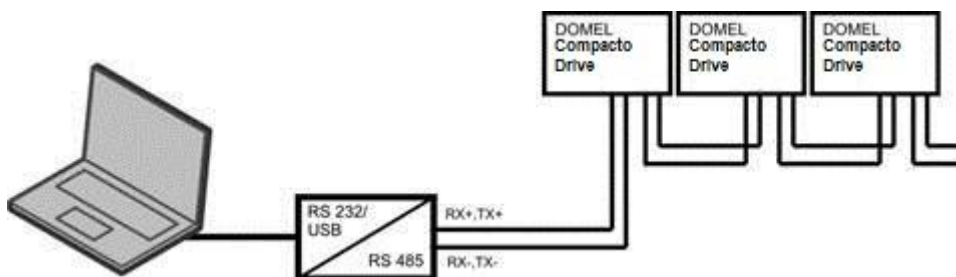 DOMEL
Compacto
Drive
DOMEL
Compacto
Drive
DOMEL
Compacto
Drive
RS 232/
USB
RS 485
RX+,TX+
RX-,TX-